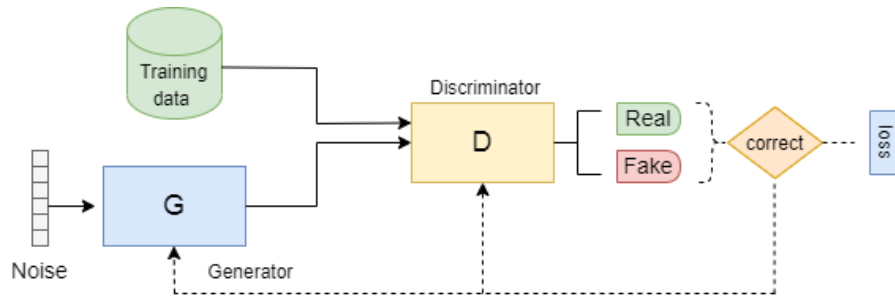 Training
data
Discriminator
D
Real
Fake
correct
loss
G
Noise
Generator